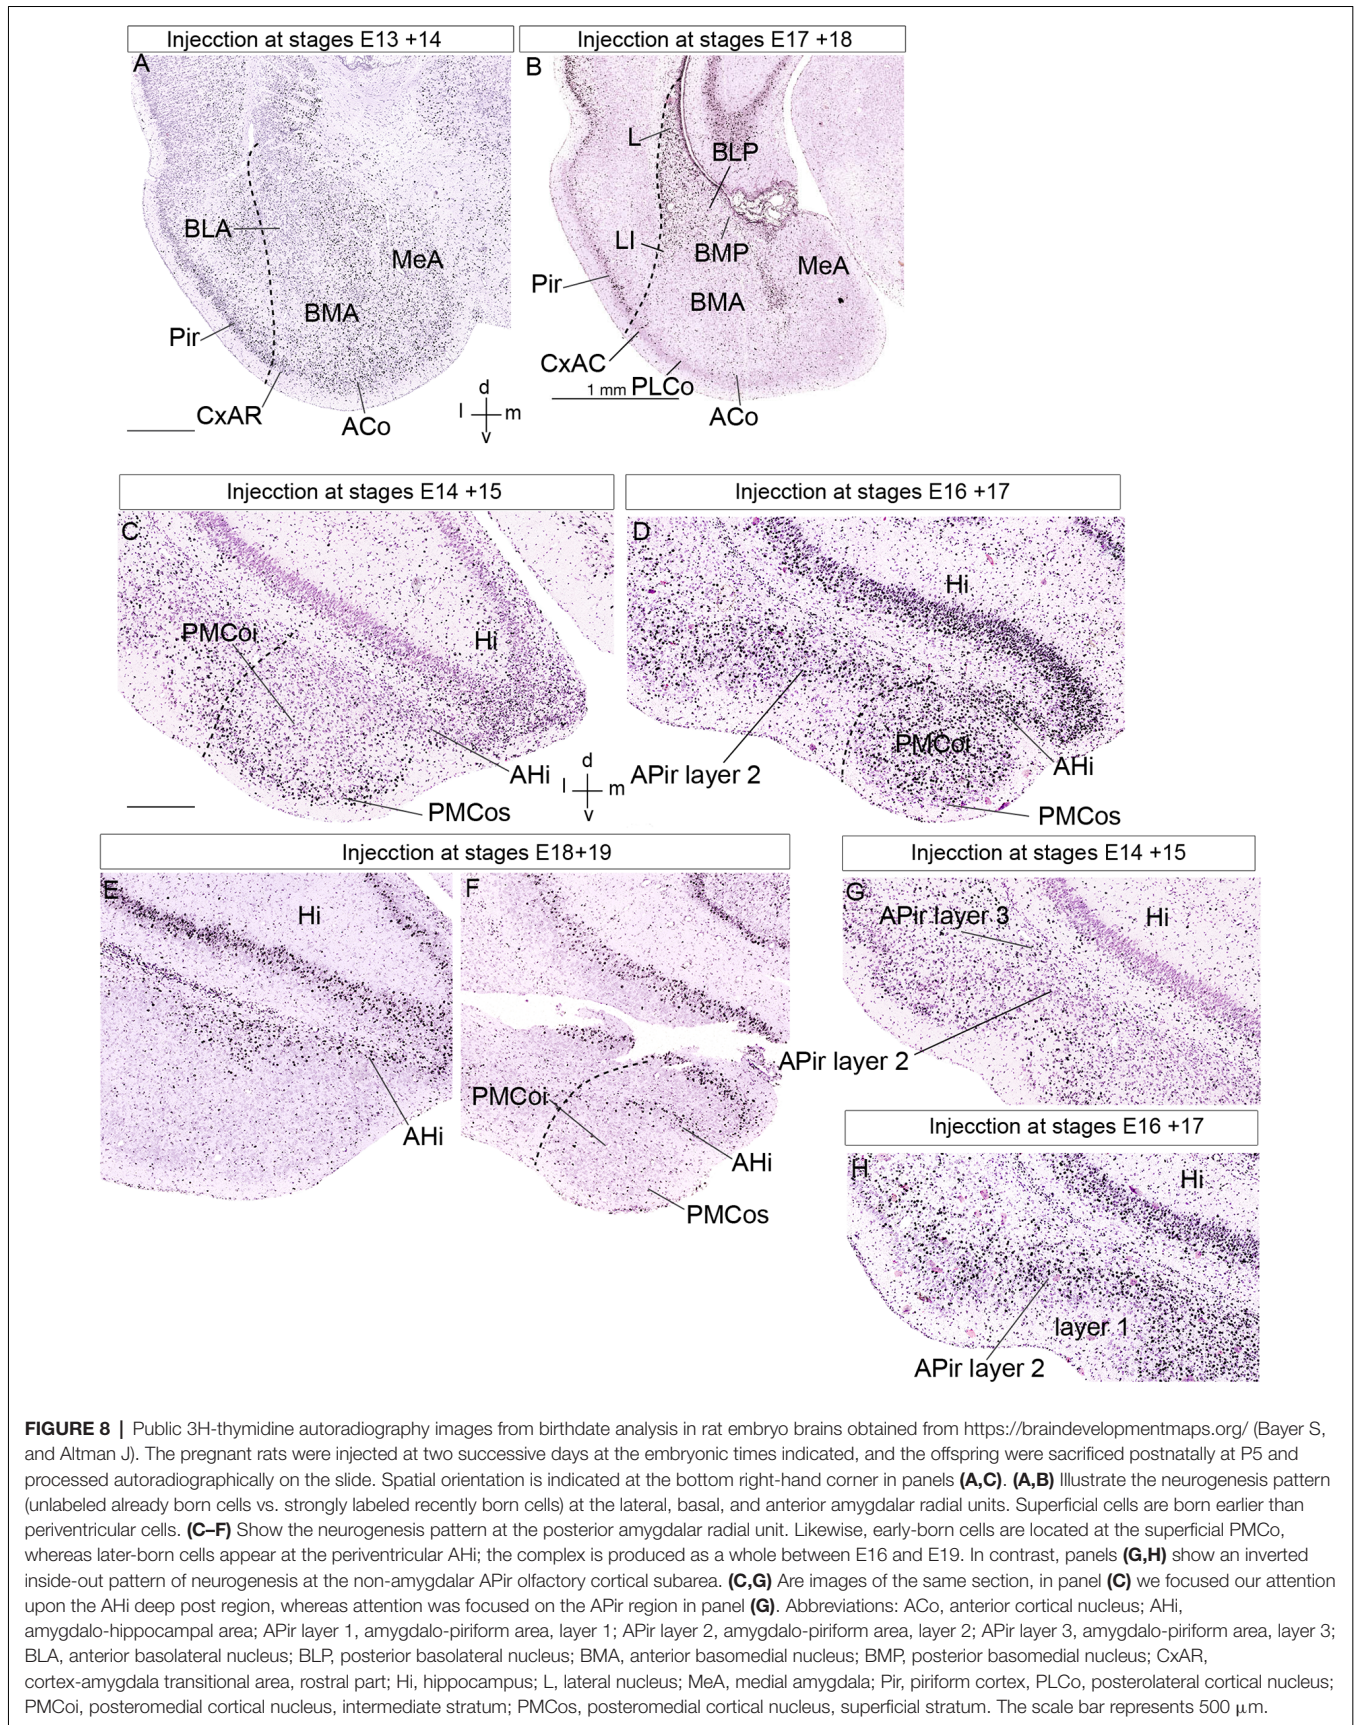 Injecction at stages E13 +14
Injecction at stages E17 +18
A
B
L
BLP
BLA
LI
BMP
MeA
MeA
Pir
BMA
BMA
Pir
CxAC
1 mm PLCo
CxAR
ACo
ACo
d
l m
v
Injecction at stages E14 +15
Injecction at stages E16 +17
C
D
Hi
PMCoi
Hi
PMCoi
AHi
APir layer 2
AHi
PMCos
PMCos
d
l m
v
Injecction at stages E18+19
Injecction at stages E14 +15
E
F
G
Hi
APir layer 3
Hi
APir layer 2
PMCoi
AHi
AHi
PMCos
Injecction at stages E16 +17
H
Hi
layer 1
APir layer 2
FIGURE 8 | Public 3H-thymidine autoradiography images from birthdate analysis in rat embryo brains obtained from https://braindevelopmentmaps.org/ (Bayer S,
and Altman J). The pregnant rats were injected at two successive days at the embryonic times indicated, and the offspring were sacrificed postnatally at P5 and
processed autoradiographically on the slide. Spatial orientation is indicated at the bottom right-hand corner in panels (A,C). (A,B) Illustrate the neurogenesis pattern
(unlabeled already born cells vs. strongly labeled recently born cells) at the lateral, basal, and anterior amygdalar radial units. Superficial cells are born earlier than
periventricular cells. (C–F) Show the neurogenesis pattern at the posterior amygdalar radial unit. Likewise, early-born cells are located at the superficial PMCo,
whereas later-born cells appear at the periventricular AHi; the complex is produced as a whole between E16 and E19. In contrast, panels (G,H) show an inverted
inside-out pattern of neurogenesis at the non-amygdalar APir olfactory cortical subarea. (C,G) Are images of the same section, in panel (C) we focused our attention
upon the AHi deep post region, whereas attention was focused on the APir region in panel (G). Abbreviations: ACo, anterior cortical nucleus; AHi,
amygdalo-hippocampal area; APir layer 1, amygdalo-piriform area, layer 1; APir layer 2, amygdalo-piriform area, layer 2; APir layer 3, amygdalo-piriform area, layer 3;
BLA, anterior basolateral nucleus; BLP, posterior basolateral nucleus; BMA, anterior basomedial nucleus; BMP, posterior basomedial nucleus; CxAR,
cortex-amygdala transitional area, rostral part; Hi, hippocampus; L, lateral nucleus; MeA, medial amygdala; Pir, piriform cortex, PLCo, posterolateral cortical nucleus;
PMCoi, posteromedial cortical nucleus, intermediate stratum; PMCos, posteromedial cortical nucleus, superficial stratum. The scale bar represents 500 μm.